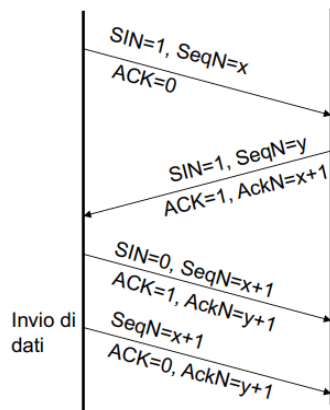 SIN=1, SeqN=x
ACK=0
SIN=1, SeqN=y
ACK=1, AckN=x+1
SIN=0, SeqN=x+1
ACK=1, AckN=y+1
Invio di
dati
SeqN=x+1
ACK=0, AckN=y+1